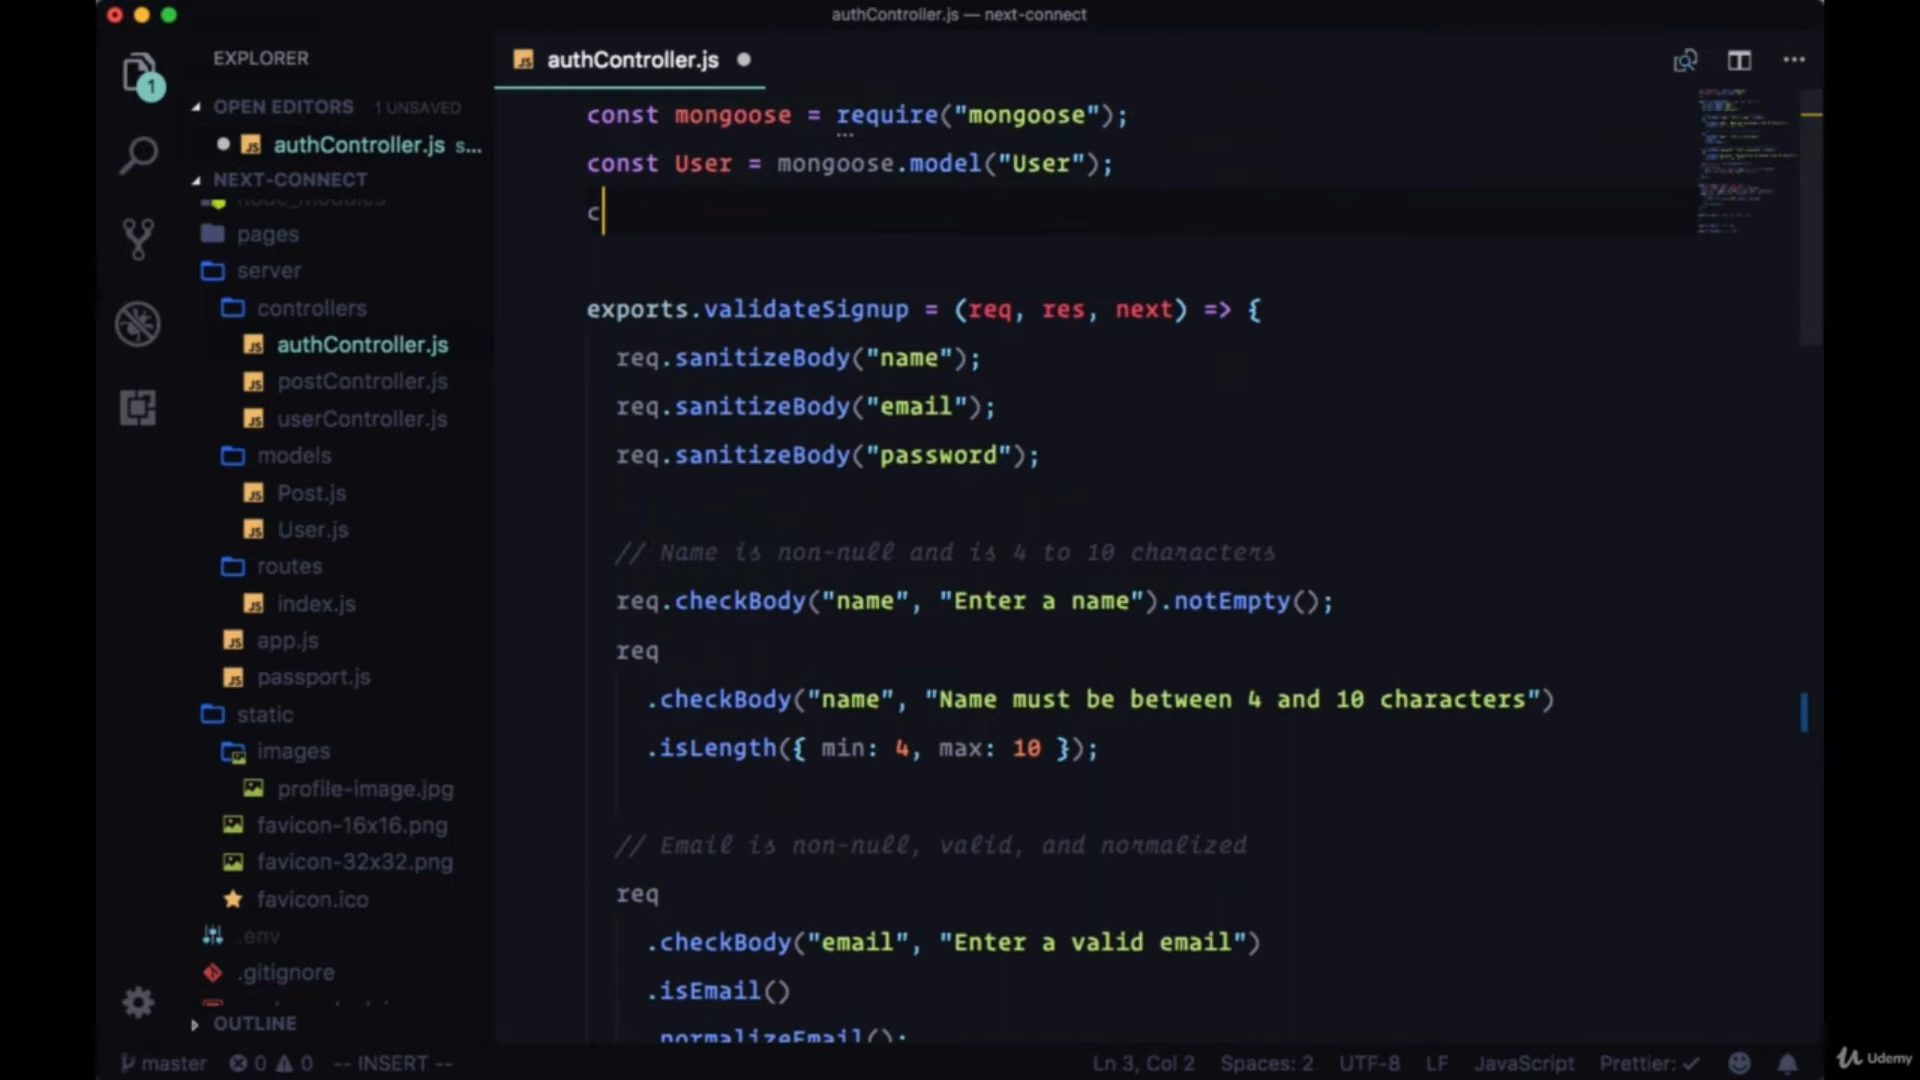 authController.js — next-connect
EXPLORER
OPEN EDITORS 1 UNSAVED
authController.js s...
NEXT-CONNECT
node_modules
pages
server
controllers
authController.js
postController.js
userController.js
models
Post.js
User.js
routes
index.js
app.js
passport.js
static
images
profile-image.jpg
favicon-16x16.png
favicon-32x32.png
favicon.ico
.env
.gitignore
OUTLINE
1
authController.js
const mongoose = require("mongoose");
const User = mongoose.model("User");
c
exports.validateSignup = (req, res, next) => {
req.sanitizeBody("name");
req.sanitizeBody("email");
req.sanitizeBody("password");
// Name is non-null and is 4 to 10 characters
req.checkBody("name", "Enter a name").notEmpty();
req
.checkBody("name", "Name must be between 4 and 10 characters")
.isLength({ min: 4, max: 10 });
// Email is non-null, valid, and normalized
req
.checkBody("email", "Enter a valid email")
.isEmail()
.normalizeEmail();
master 0 0 -- INSERT --
Ln 3, Col 2 Spaces: 2 UTF-8 LF JavaScript Prettier: ✓
Udemy